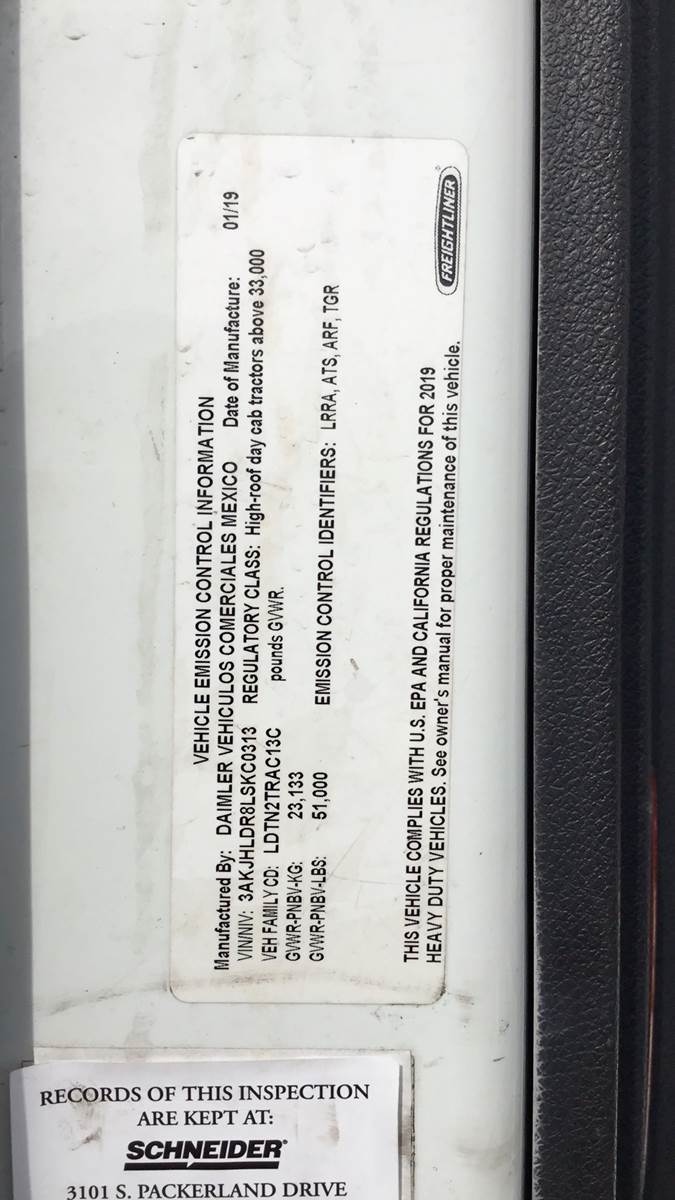 VEHICLE EMISSION CONTROL INFORMATION
Manufactured By: DAIMLER VEHICULOS COMERCIALES MEXICO Date of Manufacture: 01/19
VIN/NIV: 3AKJHLDR8LSKC0313 REGULATORY CLASS: High-roof day cab tractors above 33,000
VEH FAMILY CD: LDTN2TRAC13C pounds GVWR.
GVWR-PNBV-KG: 23,133
GVWR-PNBV-LBS: 51,000 EMISSION CONTROL IDENTIFIERS: LRRA, ATS, ARF, TGR
THIS VEHICLE COMPLIES WITH U.S. EPA AND CALIFORNIA REGULATIONS FOR 2019
HEAVY DUTY VEHICLES. See owner's manual for proper maintenance of this vehicle.
FREIGHTLINER
RECORDS OF THIS INSPECTION
ARE KEPT AT:
SCHNEIDER®
3101 S. PACKERLAND DRIVE